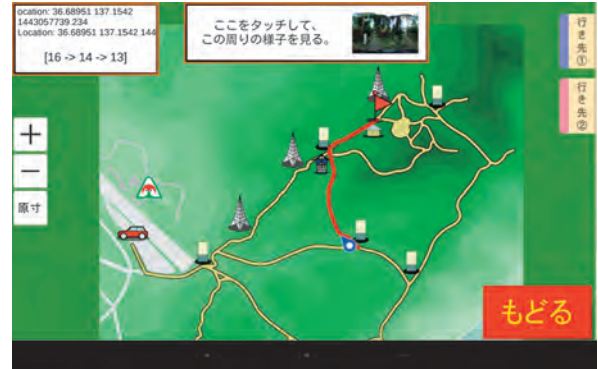 ocation: 36.68951 137.1542
1443057739.234
Location: 36.68951 137.1542 144
[16 -> 14 -> 13]
ここをタッチして、
この周りの様子を見る。
行き先①
行き先②
＋
－
原寸
もどる